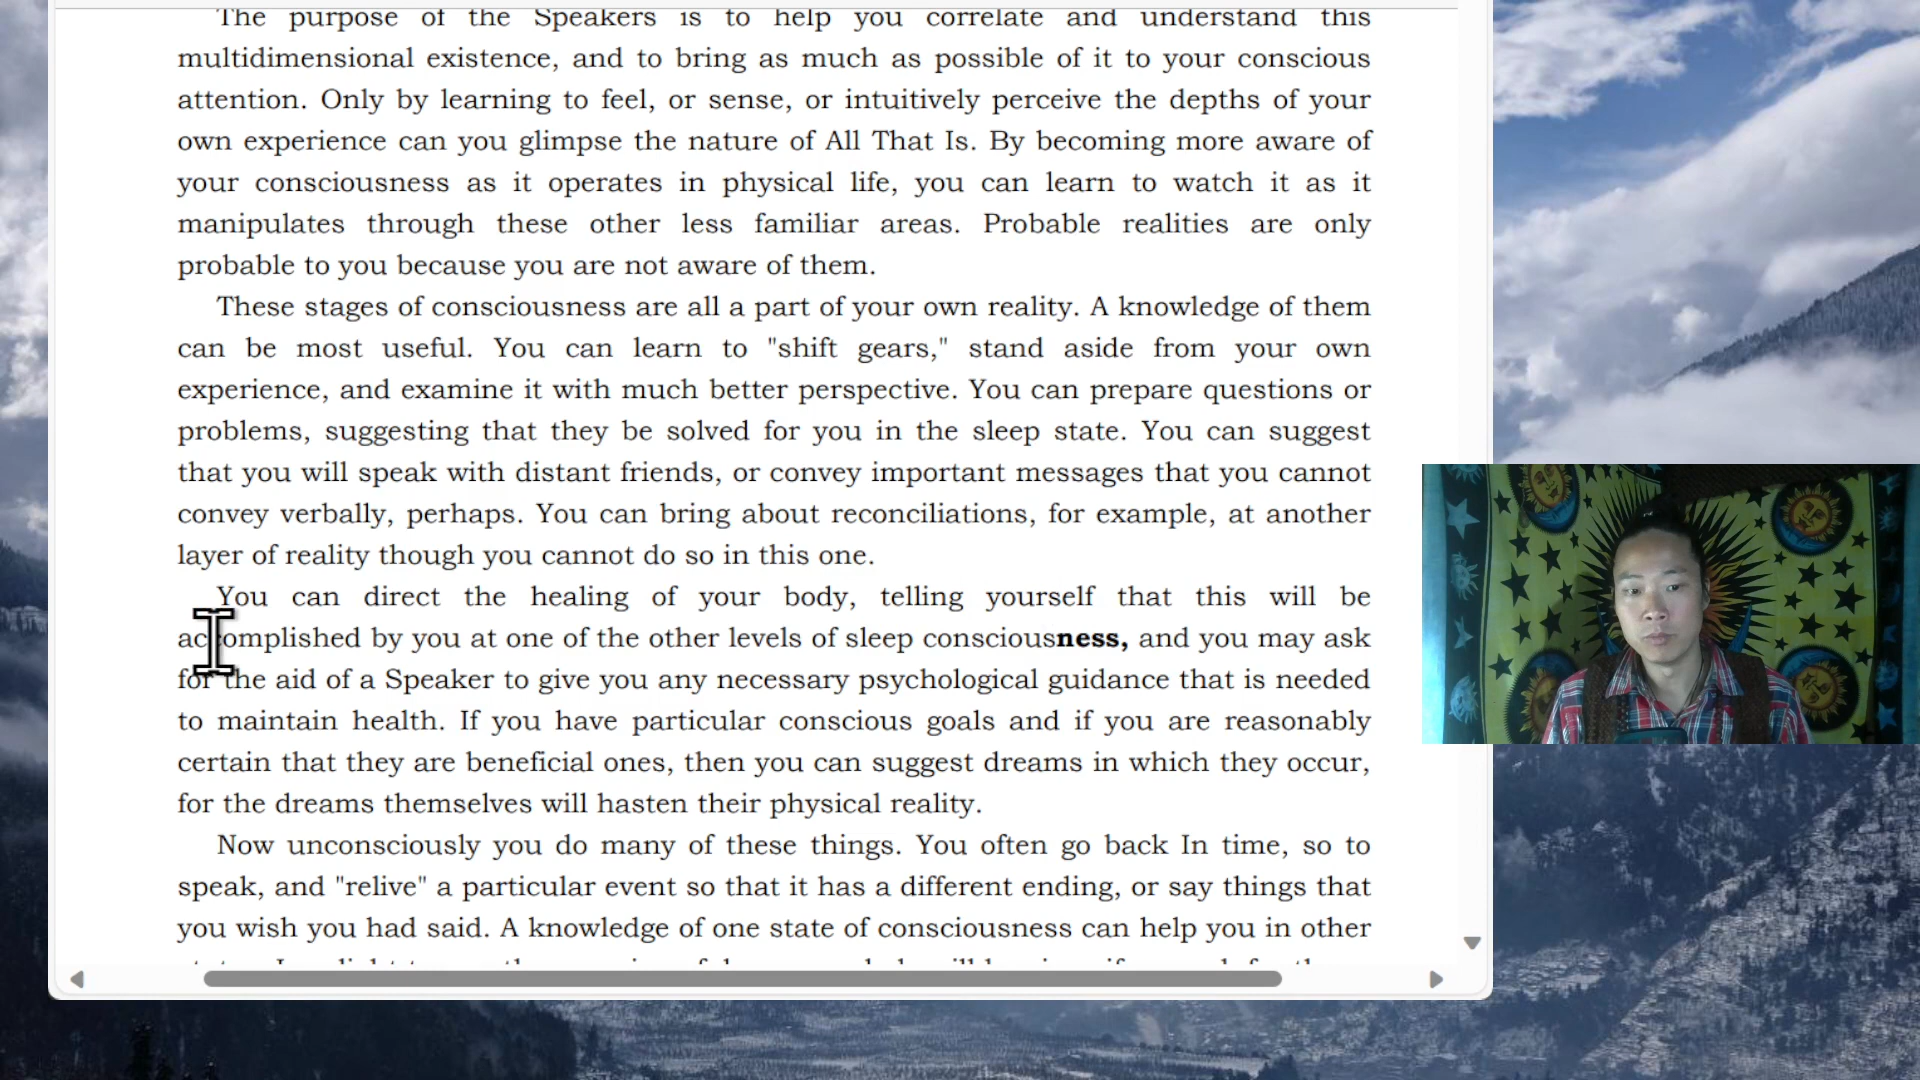 The purpose of the Speakers is to help you correlate and understand this
multidimensional existence, and to bring as much as possible of it to your conscious
attention. Only by learning to feel, or sense, or intuitively perceive the depths of your
own experience can you glimpse the nature of All That Is. By becoming more aware of
your consciousness as it operates in physical life, you can learn to watch it as it
manipulates through these other less familiar areas. Probable realities are only
probable to you because you are not aware of them.
These stages of consciousness are all a part of your own reality. A knowledge of them
can be most useful. You can learn to "shift gears," stand aside from your own
experience, and examine it with much better perspective. You can prepare questions or
problems, suggesting that they be solved for you in the sleep state. You can suggest
that you will speak with distant friends, or convey important messages that you cannot
convey verbally, perhaps. You can bring about reconciliations, for example, at another
layer of reality though you cannot do so in this one.
You can direct the healing of your body, telling yourself that this will be
accomplished by you at one of the other levels of sleep consciousness, and you may ask
for the aid of a Speaker to give you any necessary psychological guidance that is needed
to maintain health. If you have particular conscious goals and if you are reasonably
certain that they are beneficial ones, then you can suggest dreams in which they occur,
for the dreams themselves will hasten their physical reality.
Now unconsciously you do many of these things. You often go back In time, so to
speak, and "relive" a particular event so that it has a different ending, or say things that
you wish you had said. A knowledge of one state of consciousness can help you in other